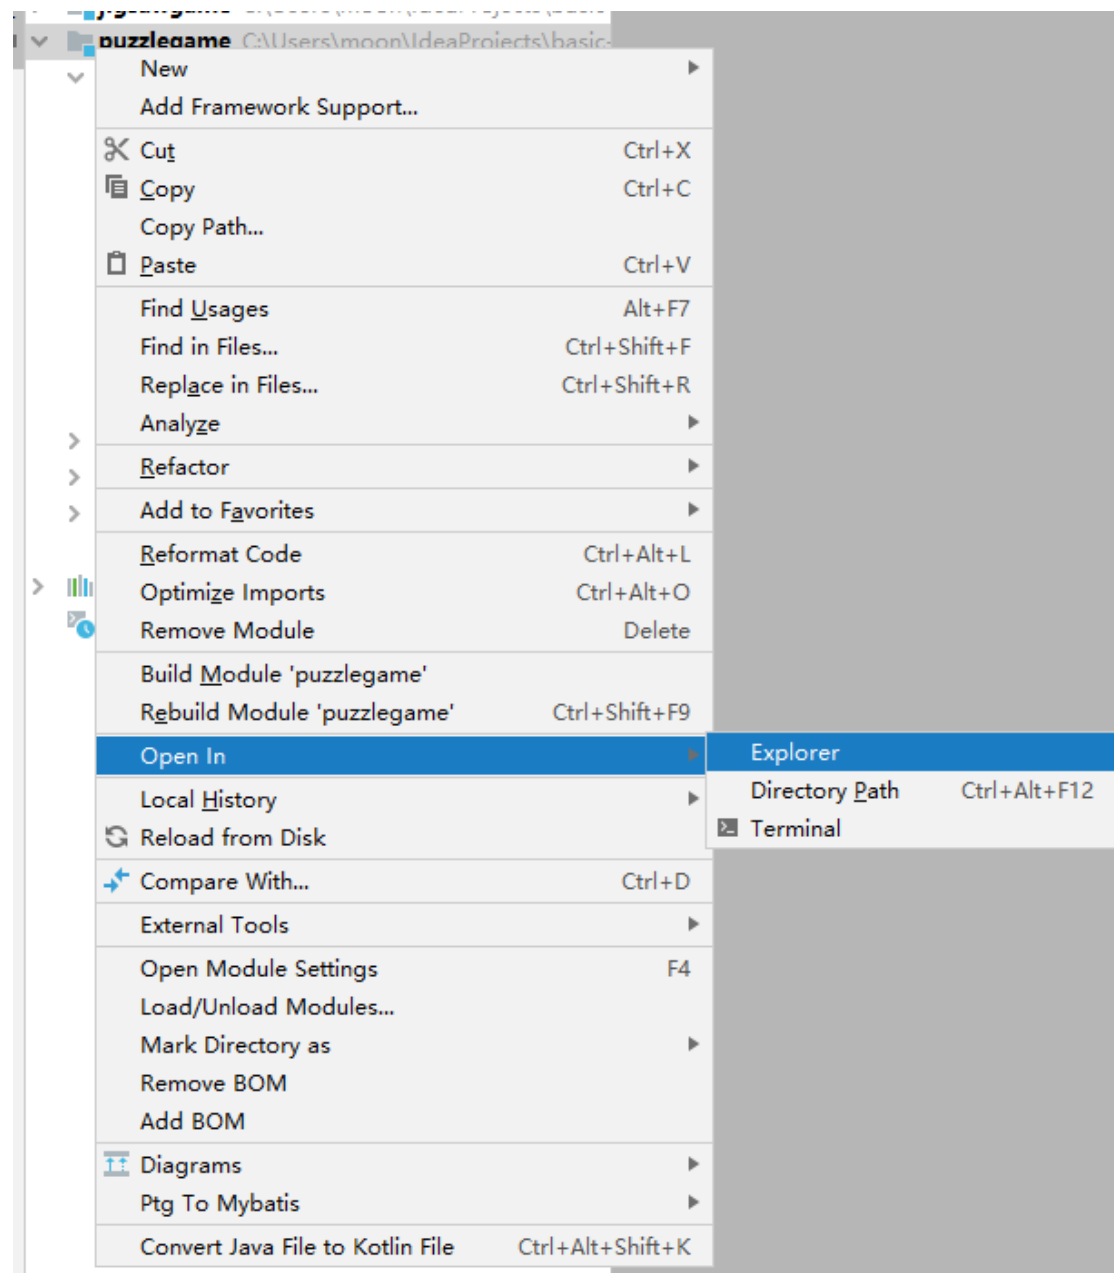 puzzlegame C:\Users\moon\IdeaProjects\basic-
New
Add Framework Support...
Cut Ctrl+X
Copy Ctrl+C
Copy Path...
Paste Ctrl+V
Find Usages Alt+F7
Find in Files... Ctrl+Shift+F
Replace in Files... Ctrl+Shift+R
Analyze
Refactor
Add to Favorites
Reformat Code Ctrl+Alt+L
Optimize Imports Ctrl+Alt+O
Remove Module Delete
Build Module 'puzzlegame'
Rebuild Module 'puzzlegame' Ctrl+Shift+F9
Open In
Explorer
Directory Path Ctrl+Alt+F12
Terminal
Local History
Reload from Disk
Compare With... Ctrl+D
External Tools
Open Module Settings F4
Load/Unload Modules...
Mark Directory as
Remove BOM
Add BOM
Diagrams
Ptg To Mybatis
Convert Java File to Kotlin File Ctrl+Alt+Shift+K